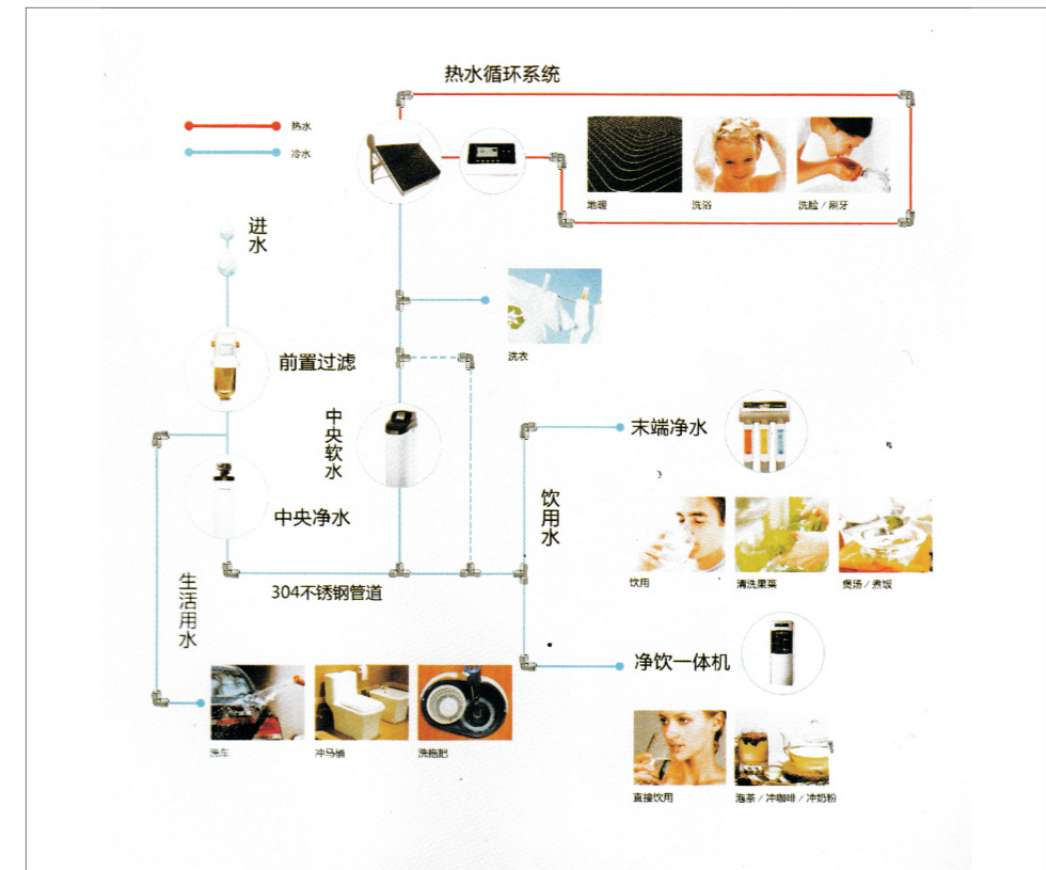 热水循环系统
热水
冷水
进水
地暖
洗浴
洗脸/刷牙
洗衣
前置过滤
中央软水
末端净水
中央净水
饮用水
饮用
清洗果菜
煲汤/煮饭
304不锈钢管道
生活用水
净饮一体机
洗车
冲马桶
洗拖把
直接饮用
泡茶/冲咖啡/冲奶粉